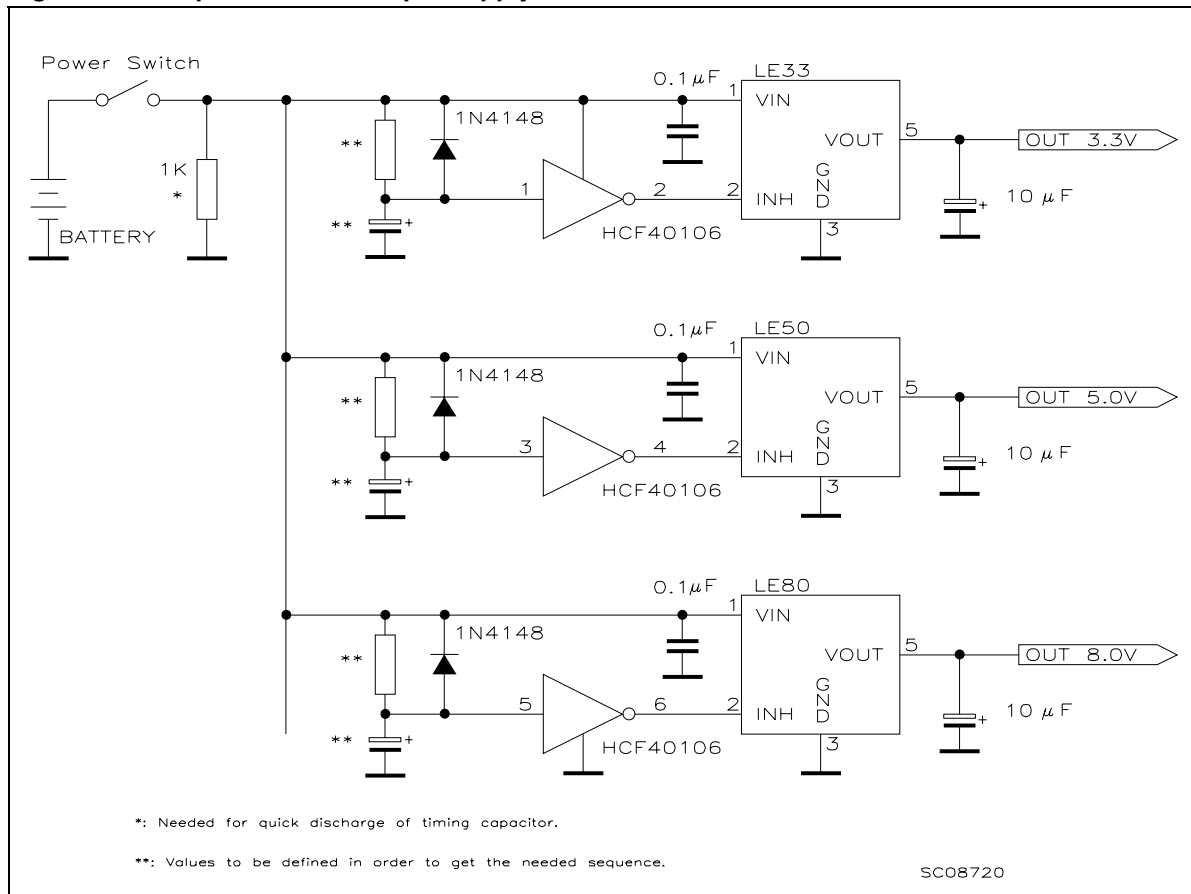 Power Switch
1K
*
BATTERY
**
1N4148
**
+
1
2
HCF40106
0.1μF
LE33
1
VIN
VOUT
5
2
INH
GND
3
OUT 3.3V
+
10 μF
**
1N4148
**
+
3
4
HCF40106
0.1μF
LE50
1
VIN
VOUT
5
2
INH
GND
3
OUT 5.0V
+
10 μF
**
1N4148
**
+
5
6
HCF40106
0.1μF
LE80
1
VIN
VOUT
5
2
INH
GND
3
OUT 8.0V
+
10 μF
*: Needed for quick discharge of timing capacitor.
**: Values to be defined in order to get the needed sequence.
SC08720